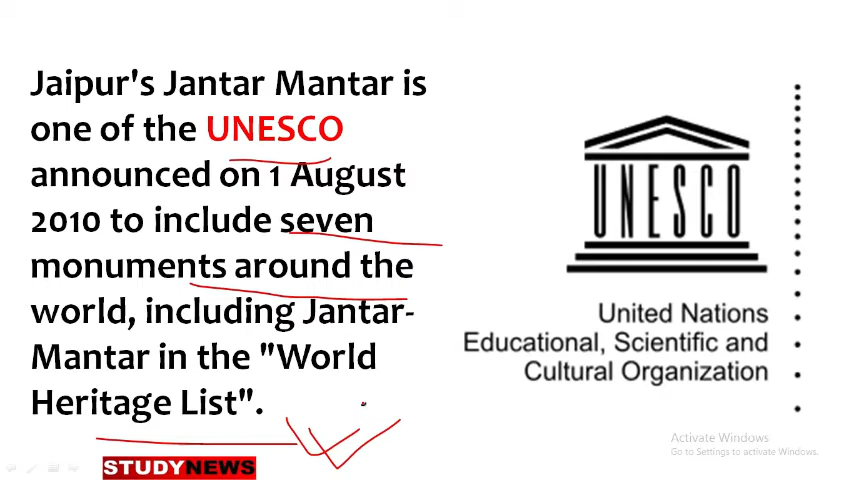 Jaipur's Jantar Mantar is
one of the UNESCO
announced on 1 August
2010 to include seven
monuments around the
world, including Jantar-
Mantar in the "World
Heritage List".
STUDYNEWS
UNESCO
United Nations
Educational, Scientific and
Cultural Organization
Activate Windows
Go to Settings to activate Windows.